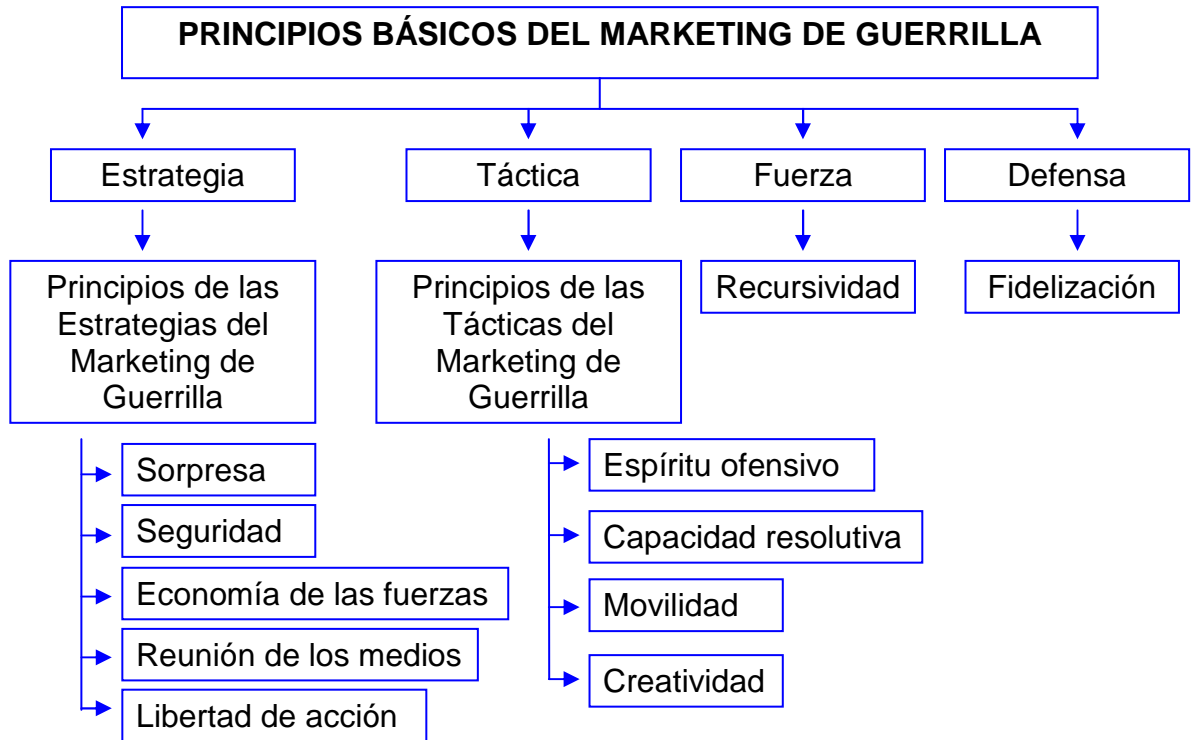 PRINCIPIOS BÁSICOS DEL MARKETING DE GUERRILLA
Estrategia
Táctica
Fuerza
Defensa
Principios de las
Estrategias del
Marketing de
Guerrilla
Principios de las
Tácticas del
Marketing de
Guerrilla
Recursividad
Fidelización
Sorpresa
Seguridad
Economía de las fuerzas
Reunión de los medios
Libertad de acción
Espíritu ofensivo
Capacidad resolutiva
Movilidad
Creatividad